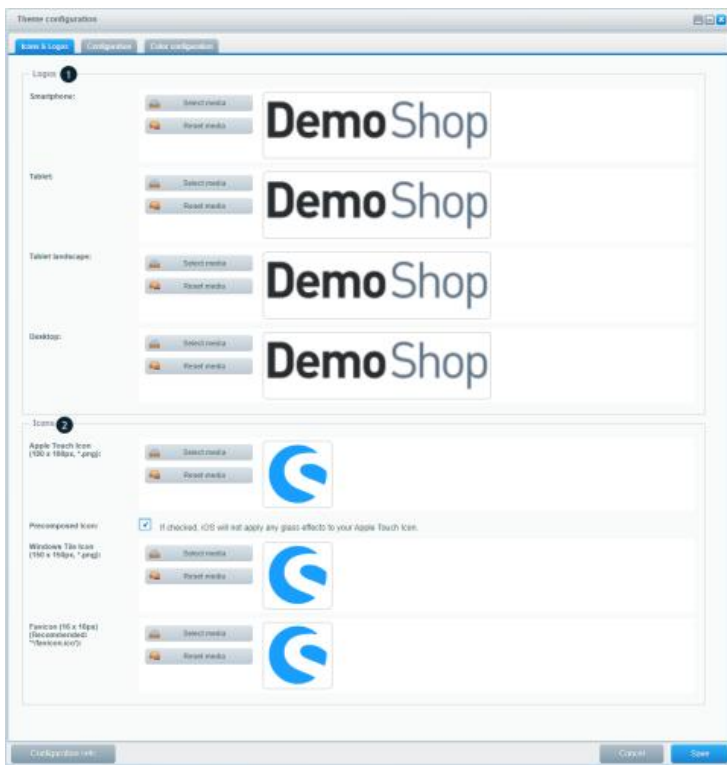 Theme configuration
Icons & Logos
Configuration
Color configuration
Logos 1
Smartphone:
Select media
Reset media
DemoShop
Tablet:
Select media
Reset media
DemoShop
Tablet landscape:
Select media
Reset media
DemoShop
Desktop:
Select media
Reset media
DemoShop
Icons 2
Apple Touch Icon
(180 x 180px, *.png):
Select media
Reset media
Precomposed Icon:
If checked, iOS will not apply any glass effects to your Apple Touch Icon.
Windows Tile Icon
(150 x 150px, *.png):
Select media
Reset media
Favicon (16 x 16px)
(Recommended:
"favicon.ico"):
Select media
Reset media
Configuration
Cancel
Save